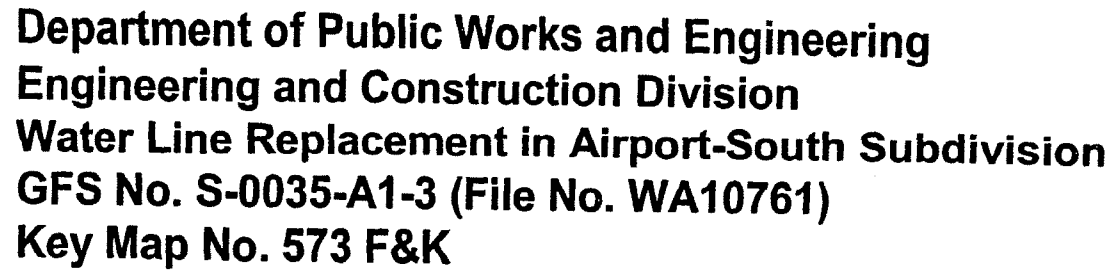 Department of Public Works and Engineering
Engineering and Construction Division
Water Line Replacement in Airport-South Subdivision
GFS No. S-0035-A1-3 (File No. WA10761)
Key Map No. 573 F&K